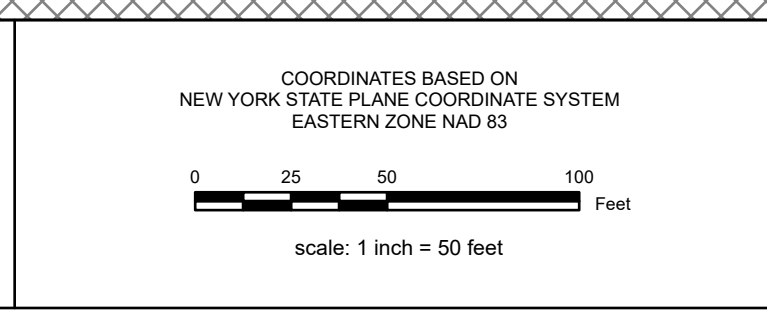 COORDINATES BASED ON
NEW YORK STATE PLANE COORDINATE SYSTEM
EASTERN ZONE NAD 83
0 25 50 100
Feet
scale: 1 inch = 50 feet